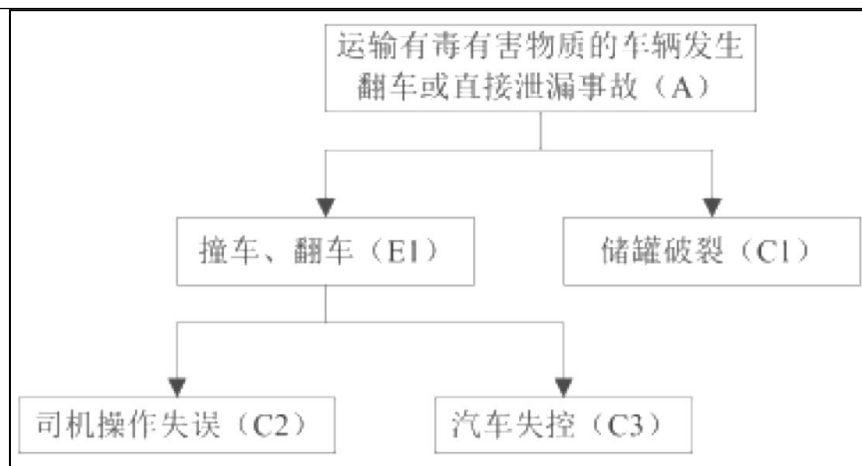 运输有毒有害物质的车辆发生
翻车或直接泄漏事故（A）
撞车、翻车（E1）
储罐破裂（C1）
司机操作失误（C2）
汽车失控（C3）